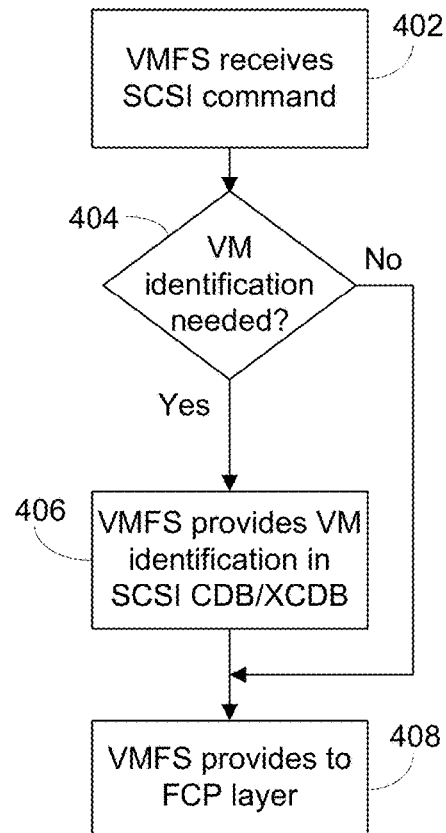 402
VMFS receives
SCSI command
404
VM
identification
needed?
No
Yes
406
VMFS provides VM
identification in
SCSI CDB/XCDB
408
VMFS provides to
FCP layer